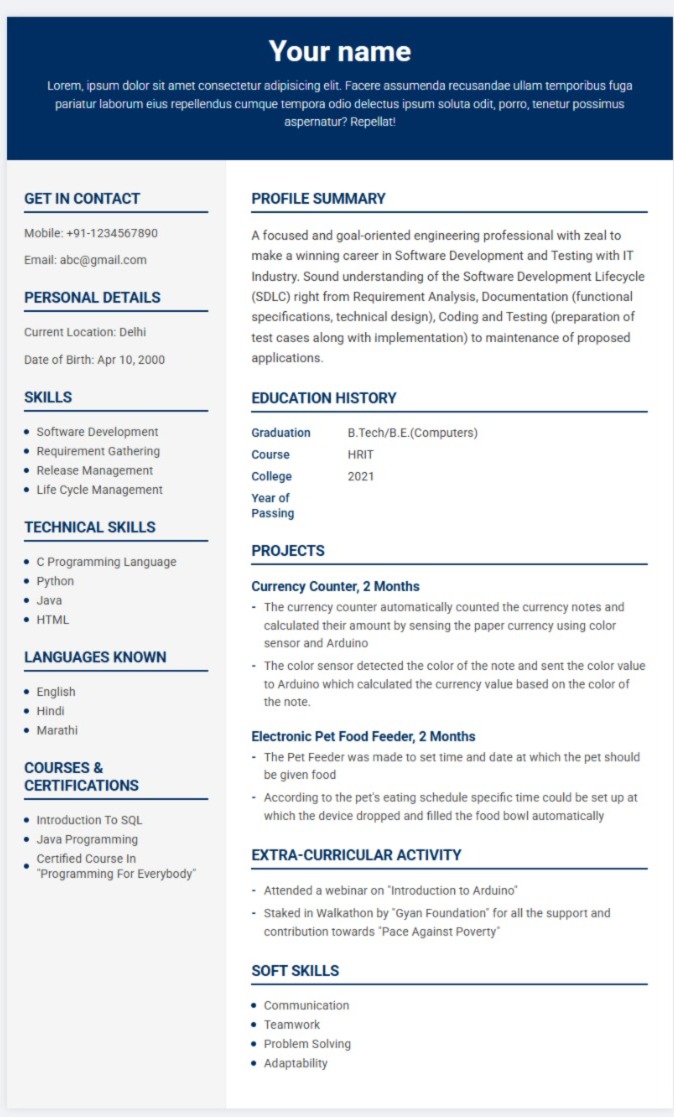 Your name
Lorem, ipsum dolor sit amet consectetur adipisicing elit. Facere assumenda recusandae ullam temporibus fuga
pariatur laborum eius repellendus cumque tempora odio delectus ipsum soluta odit, porro, tenetur possimus
aspernatur? Repellat!
GET IN CONTACT
Mobile: +91-1234567890
Email: abc@gmail.com
PERSONAL DETAILS
Current Location: Delhi
Date of Birth: Apr 10, 2000
SKILLS
Software Development
Requirement Gathering
Release Management
Life Cycle Management
TECHNICAL SKILLS
C Programming Language
Python
Java
HTML
LANGUAGES KNOWN
English
Hindi
Marathi
COURSES &
CERTIFICATIONS
Introduction To SQL
Java Programming
Certified Course In
"Programming For Everybody"
PROFILE SUMMARY
A focused and goal-oriented engineering professional with zeal to
make a winning career in Software Development and Testing with IT
Industry. Sound understanding of the Software Development Lifecycle
(SDLC) right from Requirement Analysis, Documentation (functional
specifications, technical design), Coding and Testing (preparation of
test cases along with implementation) to maintenance of proposed
applications.
EDUCATION HISTORY
Graduation B.Tech/B.E.(Computers)
Course HRIT
College 2021
Year of
Passing
PROJECTS
Currency Counter, 2 Months
- The currency counter automatically counted the currency notes and
calculated their amount by sensing the paper currency using color
sensor and Arduino
- The color sensor detected the color of the note and sent the color value
to Arduino which calculated the currency value based on the color of
the note.
Electronic Pet Food Feeder, 2 Months
- The Pet Feeder was made to set time and date at which the pet should
be given food
- According to the pet's eating schedule specific time could be set up at
which the device dropped and filled the food bowl automatically
EXTRA-CURRICULAR ACTIVITY
- Attended a webinar on "Introduction to Arduino"
- Staked in Walkathon by "Gyan Foundation" for all the support and
contribution towards "Pace Against Poverty"
SOFT SKILLS
Communication
Teamwork
Problem Solving
Adaptability